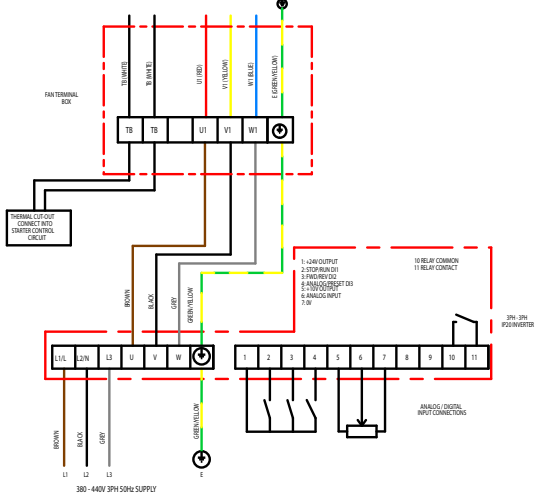 TB (WHITE)
TB (WHITE)
U1 (RED)
V1 (YELLOW)
W1 (BLUE)
E (GREEN/YELLOW)
FAN TERMINAL
BOX
TB TB U1 V1 W1
THERMAL CUT-OUT
CONNECT INTO
STARTER CONTROL
CIRCUIT
BROWN
BLACK
GREY
GREEN/YELLOW
1: +24V OUTPUT
2: STOP/RUN DI1
3: FWD/REV DI2
4: ANALOG/PRESET DI3
5: +10V OUTPUT
6: ANALOG INPUT
7: 0V
10 RELAY COMMON
11 RELAY CONTACT
3PH - 3PH
IP20 INVERTER
L1/L L2/N L3 U V W
1 2 3 4 5 6 7 8 9 10 11
ANALOG / DIGITAL
INPUT CONNECTIONS
BROWN
BLACK
GREY
GREEN/YELLOW
L1 L2 L3 E
380 - 440V 3PH 50Hz SUPPLY